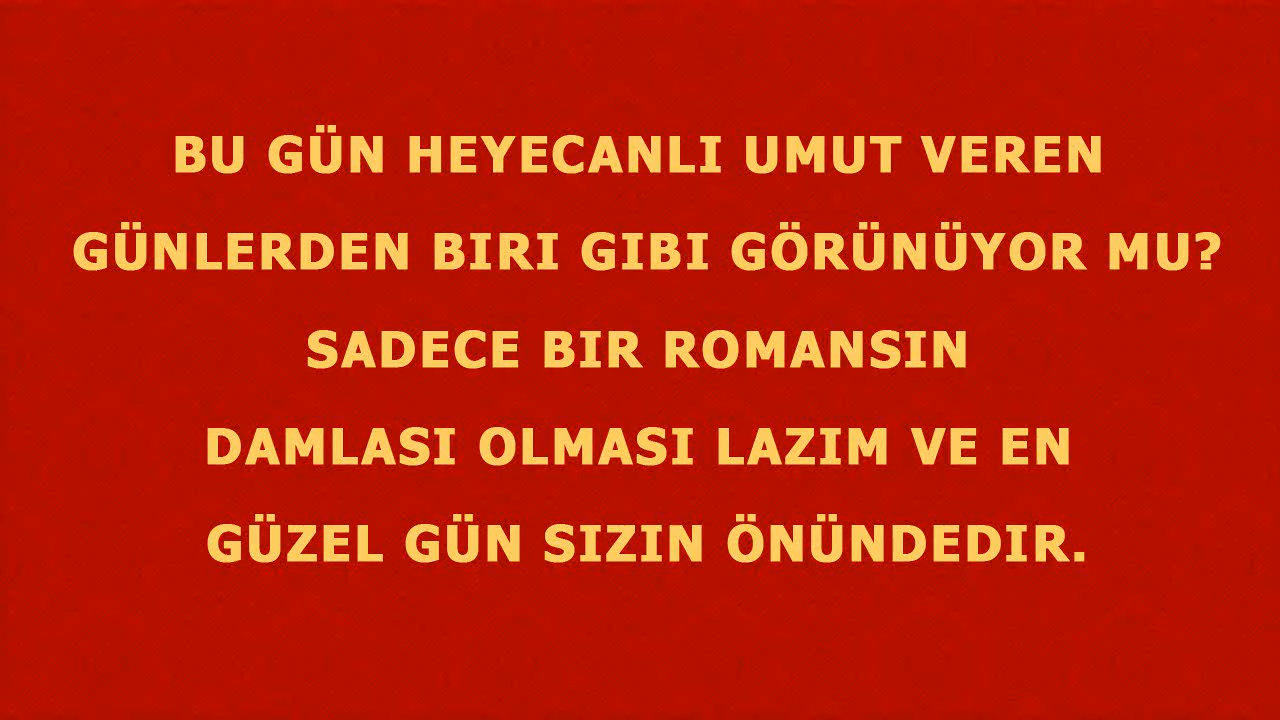 BU GÜN HEYECANLI UMUT VEREN
GÜNLERDEN BIRI GIBI GÖRÜNÜYOR MU?
SADECE BIR ROMANSIN
DAMLASI OLMASI LAZIM VE EN
GÜZEL GÜN SIZIN ÖNÜNDEDIR.